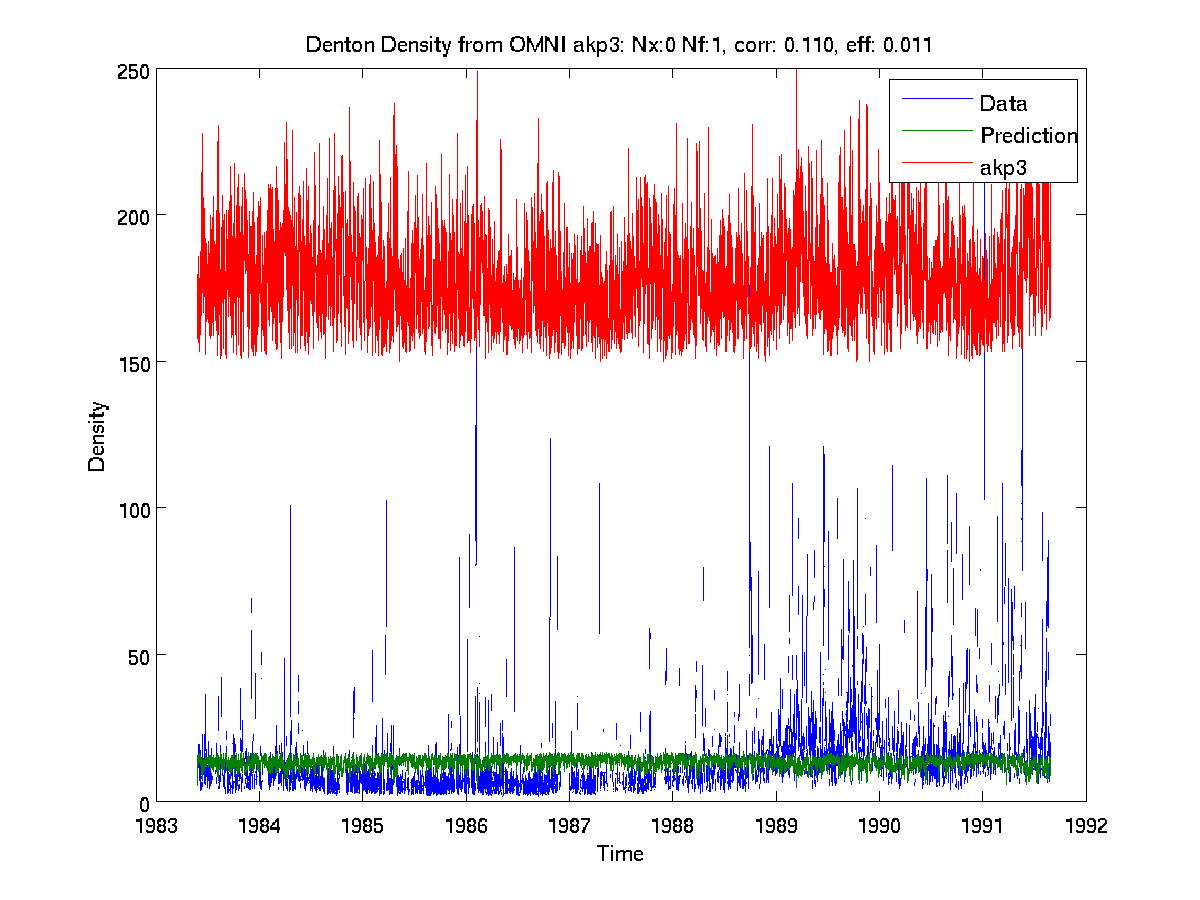 Denton Density from OMNI akp3: Nx:0 Nf:1, corr: 0.110, eff: 0.011
250
200
150
100
50
0
Density
Data
Prediction
akp3
1983 1984 1985 1986 1987 1988 1989 1990 1991 1992
Time